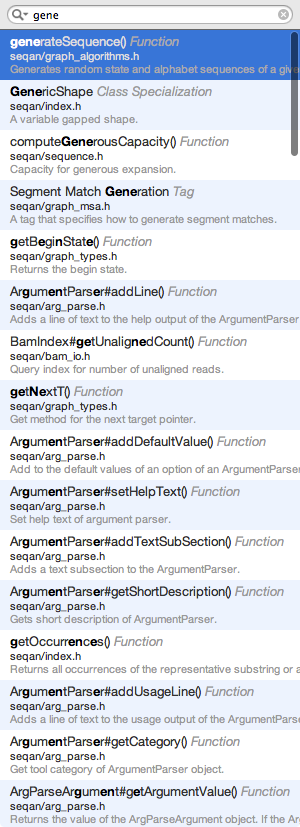 gene
generateSequence() Function
seqan/graph_algorithms.h
Generates random state and alphabet sequences of a give
GenericShape Class Specialization
seqan/index.h
A variable gapped shape.
computeGenerousCapacity() Function
seqan/sequence.h
Capacity for generous expansion.
Segment Match Generation Tag
seqan/graph_msa.h
A tag that specifies how to generate segment matches.
getBeginState() Function
seqan/graph_types.h
Returns the begin state.
ArgumentParser#addLine() Function
seqan/arg_parse.h
Adds a line of text to the help output of the ArgumentParser
BamIndex#getUnalignedCount() Function
seqan/bam_io.h
Query index for number of unaligned reads.
getNextT() Function
seqan/graph_types.h
Get method for the next target pointer.
ArgumentParser#addDefaultValue() Function
seqan/arg_parse.h
Add to the default values of an option of an ArgumentParser
ArgumentParser#setHelpText() Function
seqan/arg_parse.h
Set help text of argument parser.
ArgumentParser#addTextSubSection() Function
seqan/arg_parse.h
Adds a text subsection to the ArgumentParser.
ArgumentParser#getShortDescription() Function
seqan/arg_parse.h
Gets short description of ArgumentParser.
getOccurrences() Function
seqan/index.h
Returns all occurrences of the representative substring or a
ArgumentParser#addUsageLine() Function
seqan/arg_parse.h
Adds a line of text to the usage output of the ArgumentPars
ArgumentParser#getCategory() Function
seqan/arg_parse.h
Get tool category of ArgumentParser object.
ArgParseArgument#getArgumentValue() Function
seqan/arg_parse.h
Returns the value of the ArgParseArgument object. If the Ar